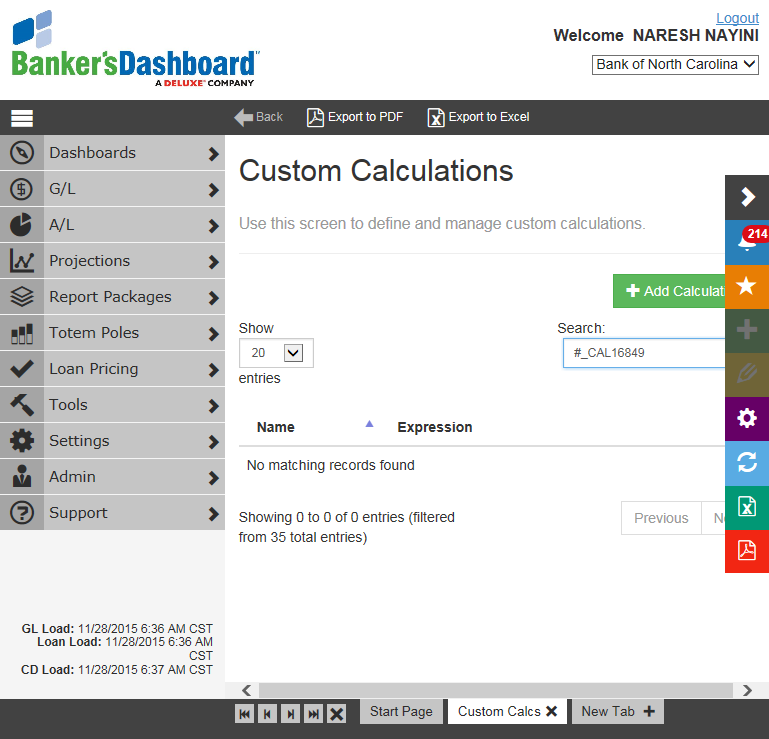 Logout
Banker'sDashboard™
A DELUXE® COMPANY
Welcome NARESH NAYINI
Bank of North Carolina
Back
Export to PDF
Export to Excel
Dashboards
G/L
A/L
Projections
Report Packages
Totem Poles
Loan Pricing
Tools
Settings
Admin
Support
GL Load: 11/28/2015 6:36 AM CST
Loan Load: 11/28/2015 6:36 AM
CST
CD Load: 11/28/2015 6:37 AM CST
Custom Calculations
Use this screen to define and manage custom calculations.
214
Add Calculati
Show
Search:
20
#_CAL16849
entries
Name
Expression
No matching records found
Showing 0 to 0 of 0 entries (filtered
from 35 total entries)
Previous
N
Start Page
Custom Calcs
New Tab